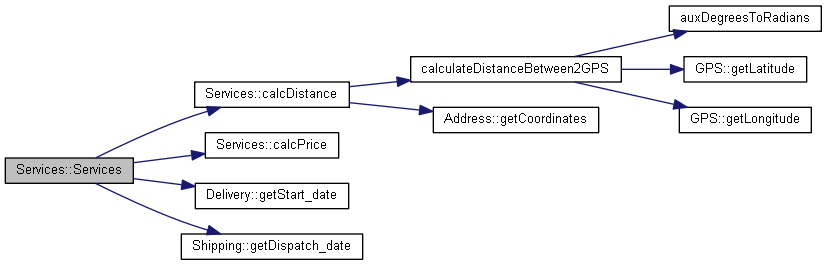 auxDegreesToRadians
calculateDistanceBetween2GPS
GPS::getLatitude
Services::calcDistance
Address::getCoordinates
GPS::getLongitude
Services::calcPrice
Services::Services
Delivery::getStart_date
Shipping::getDispatch_date